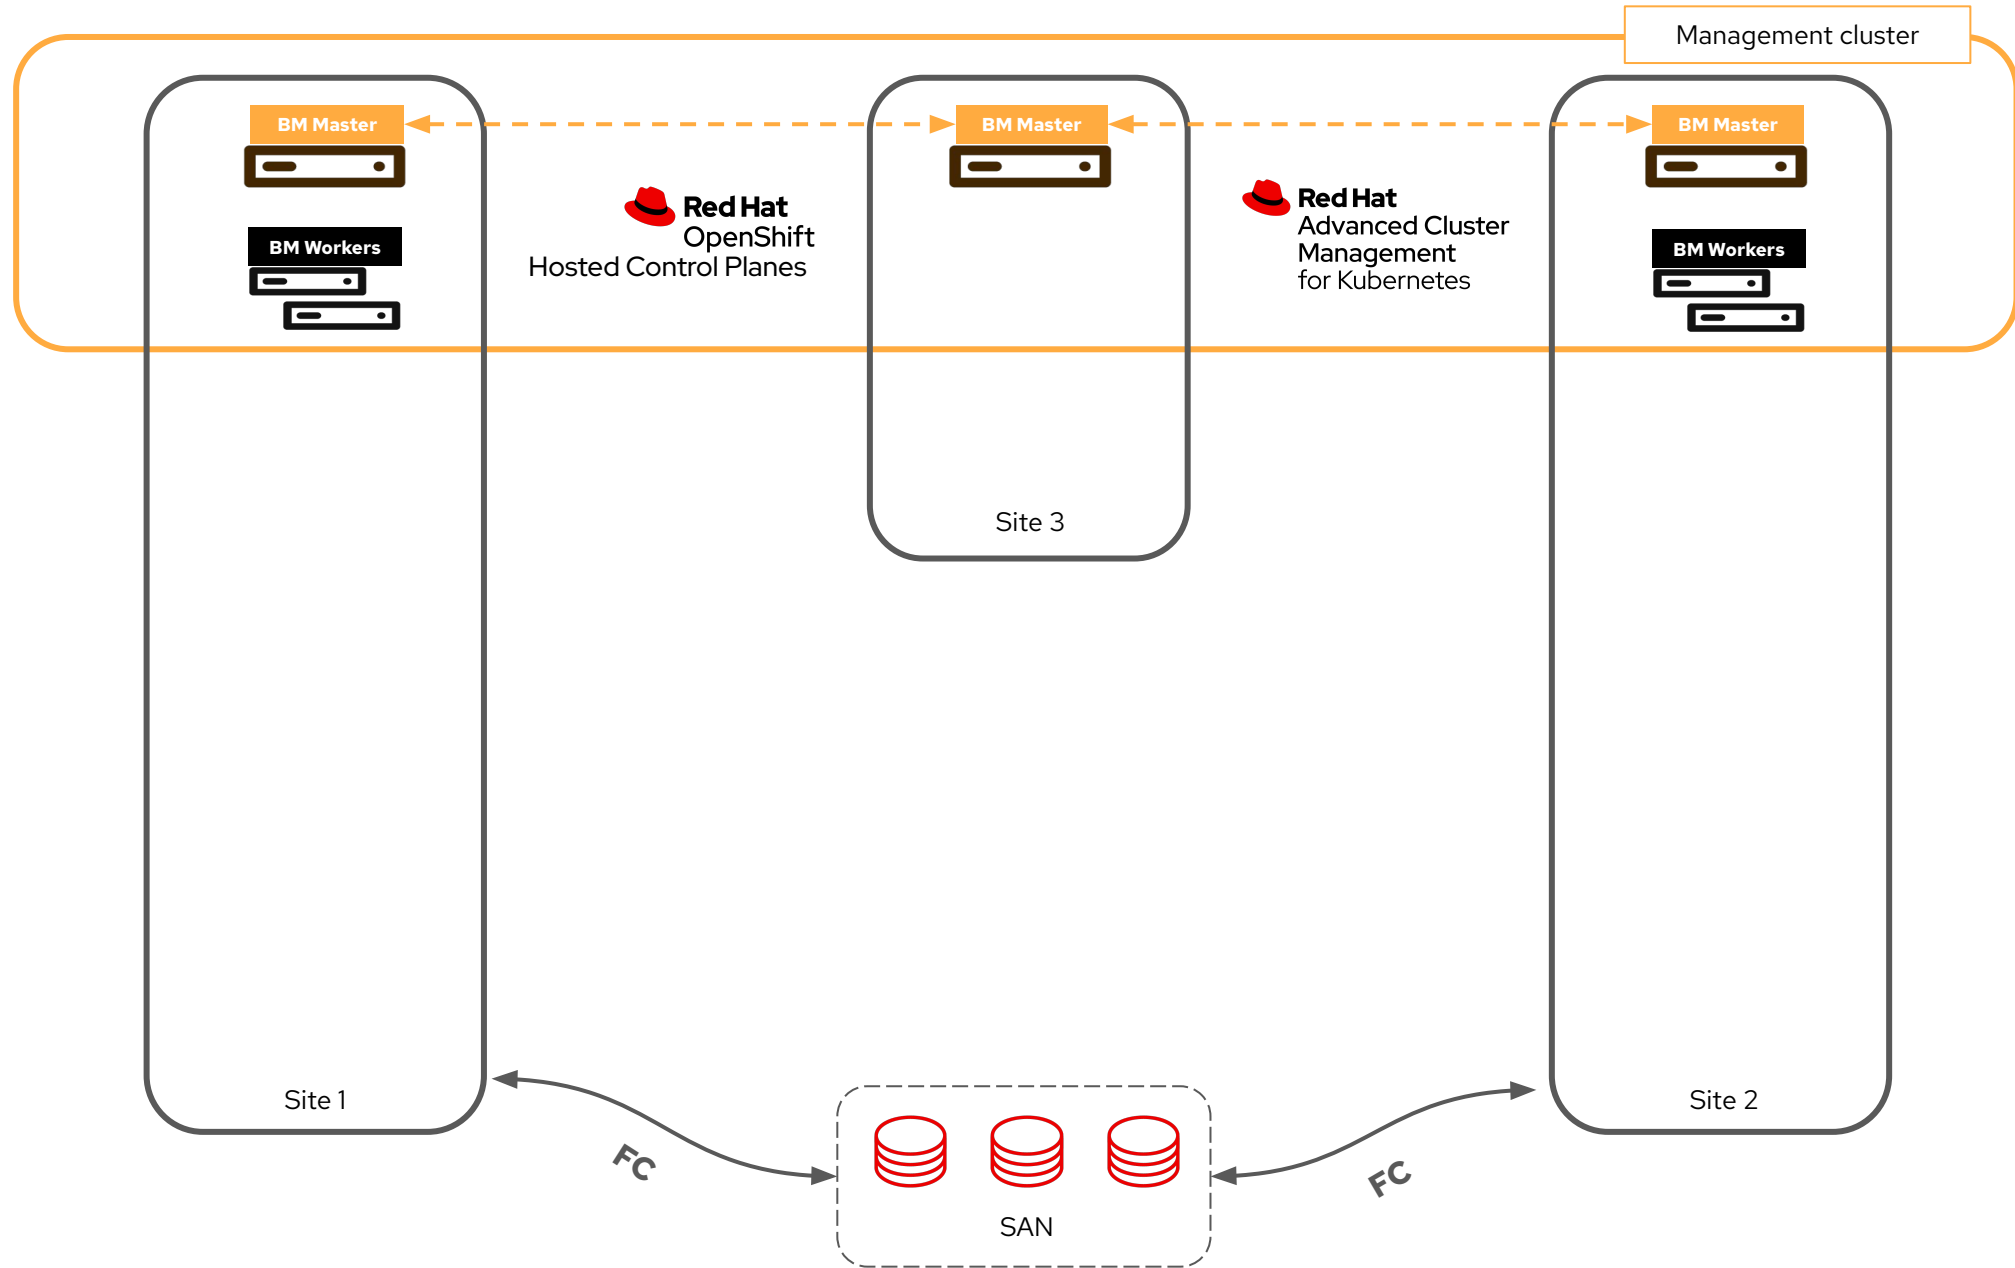 Management cluster
BM Master
BM Master
BM Master
Red Hat
OpenShift
Hosted Control Planes
Red Hat
Advanced Cluster
Management
for Kubernetes
BM Workers
BM Workers
Site 3
Site 1
Site 2
FC
FC
SAN